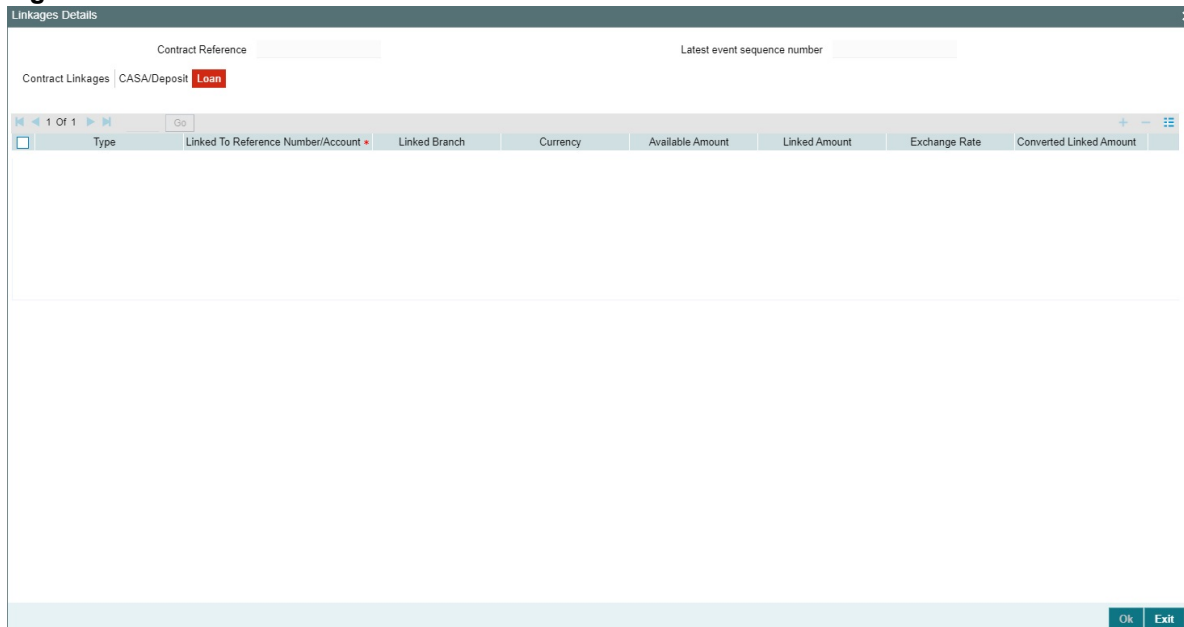 Linkages Details
Contract Reference Latest event sequence number
Contract Linkages CASA/Deposit Loan
1 Of 1 Go
Type Linked To Reference Number/Account * Linked Branch Currency Available Amount Linked Amount Exchange Rate Converted Linked Amount
Ok Exit